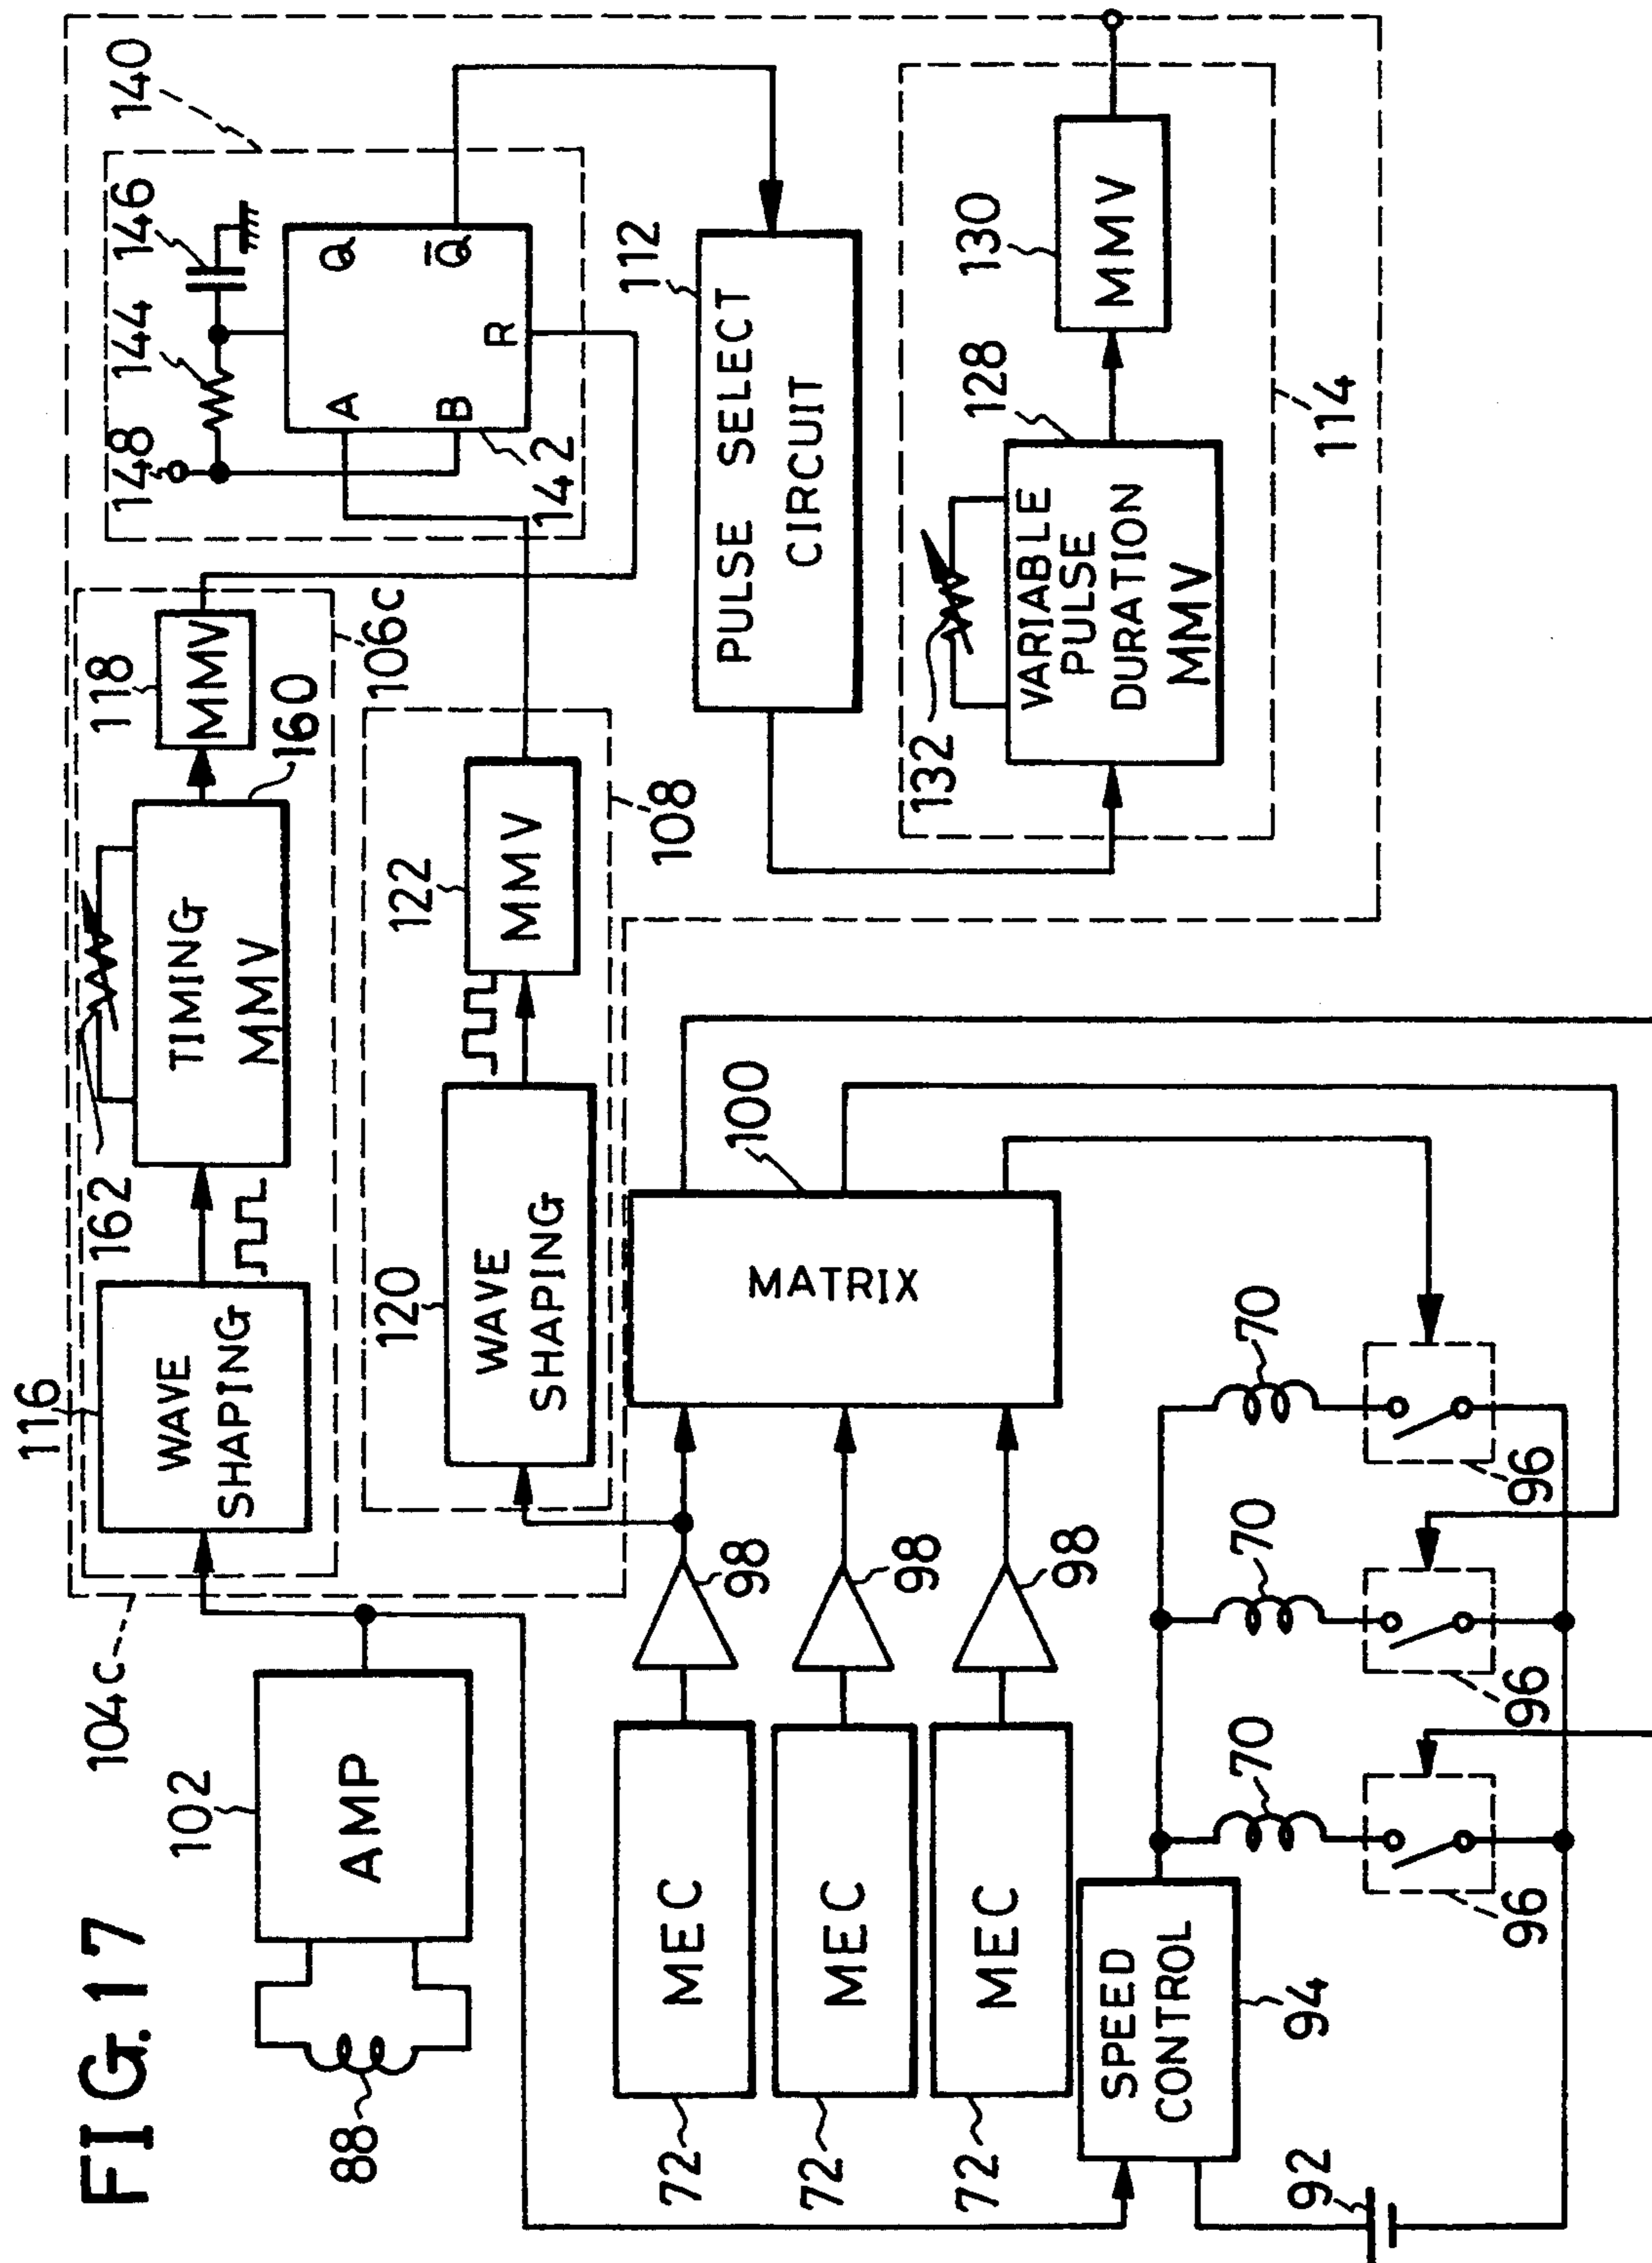 FIG. 17
88
102
AMP
104c
116
WAVE
SHAPING
162
TIMING
MMV
160
118
MMV
106c
148
144
146
140
A
B
Q
Q̅
R
142
120
WAVE
SHAPING
122
MMV
108
112
PULSE SELECT
CIRCUIT
132
VARIABLE
PULSE
DURATION
MMV
128
130
MMV
114
72
MEC
98
72
MEC
98
72
MEC
98
100
MATRIX
SPEED
CONTROL
94
92
70
70
70
96
96
96